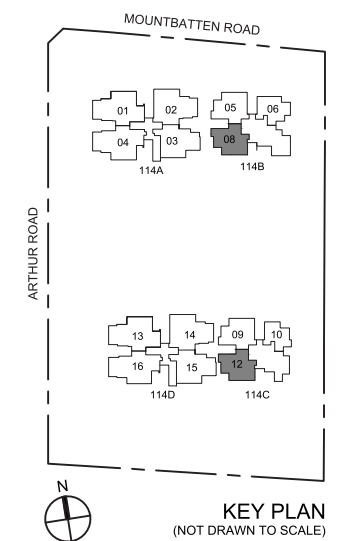 MOUNTBATTEN ROAD
ARTHUR ROAD
01 02 05 06
04 03 08
114A 114B
13 14 09 10
16 15 12
114D 114C
N
KEY PLAN
(NOT DRAWN TO SCALE)